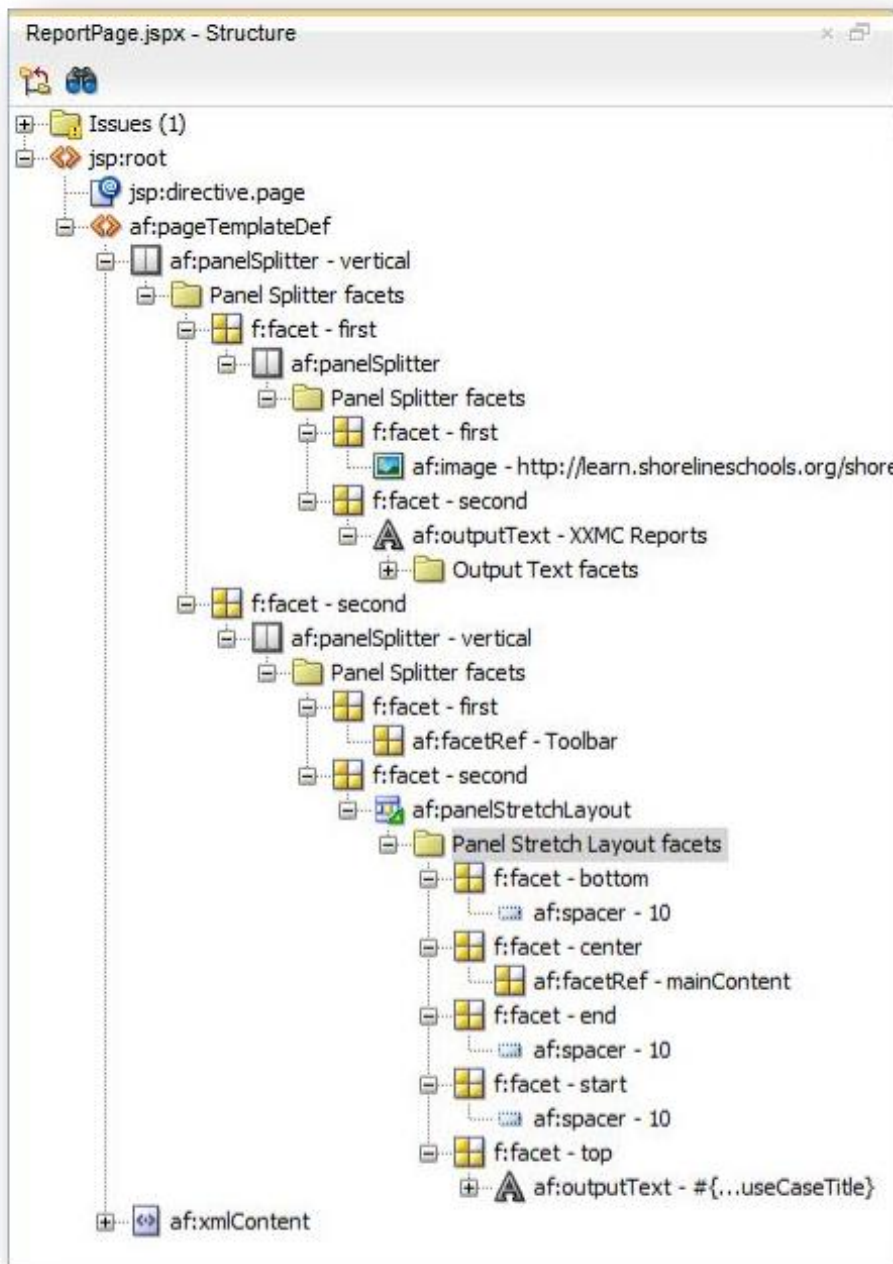 ReportPage.jspx - Structure
Issues (1)
jsp:root
jsp:directive.page
af:pageTemplateDef
af:panelSplitter - vertical
Panel Splitter facets
f:facet - first
af:panelSplitter
Panel Splitter facets
f:facet - first
af:image - http://learn.shorelineschools.org/shore
f:facet - second
af:outputText - XXMC Reports
Output Text facets
f:facet - second
af:panelSplitter - vertical
Panel Splitter facets
f:facet - first
af:facetRef - Toolbar
f:facet - second
af:panelStretchLayout
Panel Stretch Layout facets
f:facet - bottom
af:spacer - 10
f:facet - center
af:facetRef - mainContent
f:facet - end
af:spacer - 10
f:facet - start
af:spacer - 10
f:facet - top
af:outputText - #{...useCaseTitle}
af:xmlContent